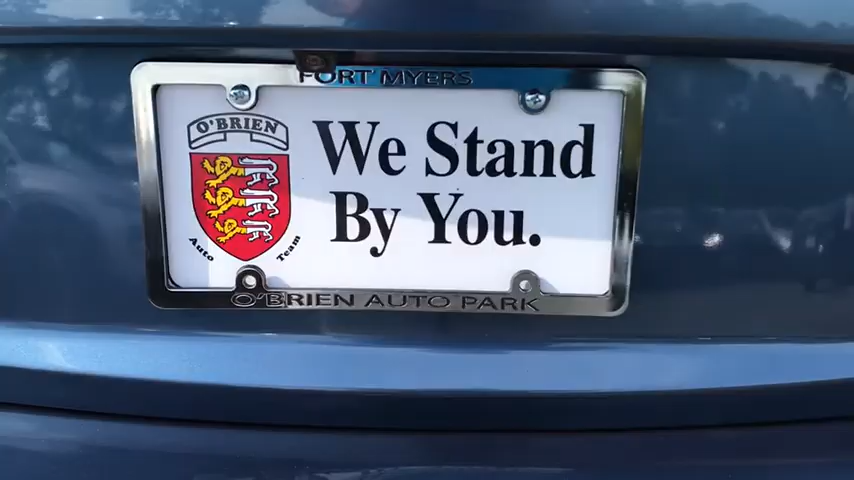 FORT MYERS
O'BRIEN
Auto Team
We Stand
By You.
O'BRIEN AUTO PARK